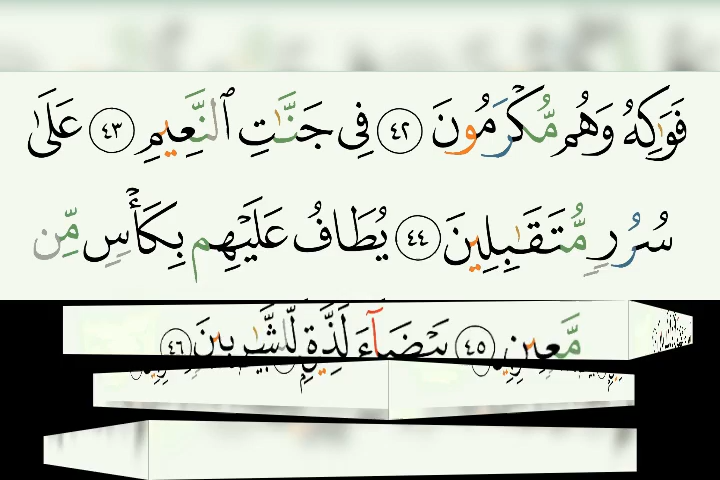 فَوَٰكِهُ وَهُم مُّكْرَمُونَ ٤٢ فِى جَنَّـٰتِ ٱلنَّعِيمِ ٤٣ عَلَىٰ
سُرُرٍ مُّتَقَـٰبِلِينَ ٤٤ يُطَافُ عَلَيْهِم بِكَأْسٍ مِّن
مَّعِينٍۭ ٤٥ بَيْضَآءَ لَذَّةٍ لِّلشَّـٰرِبِينَ ٤٦